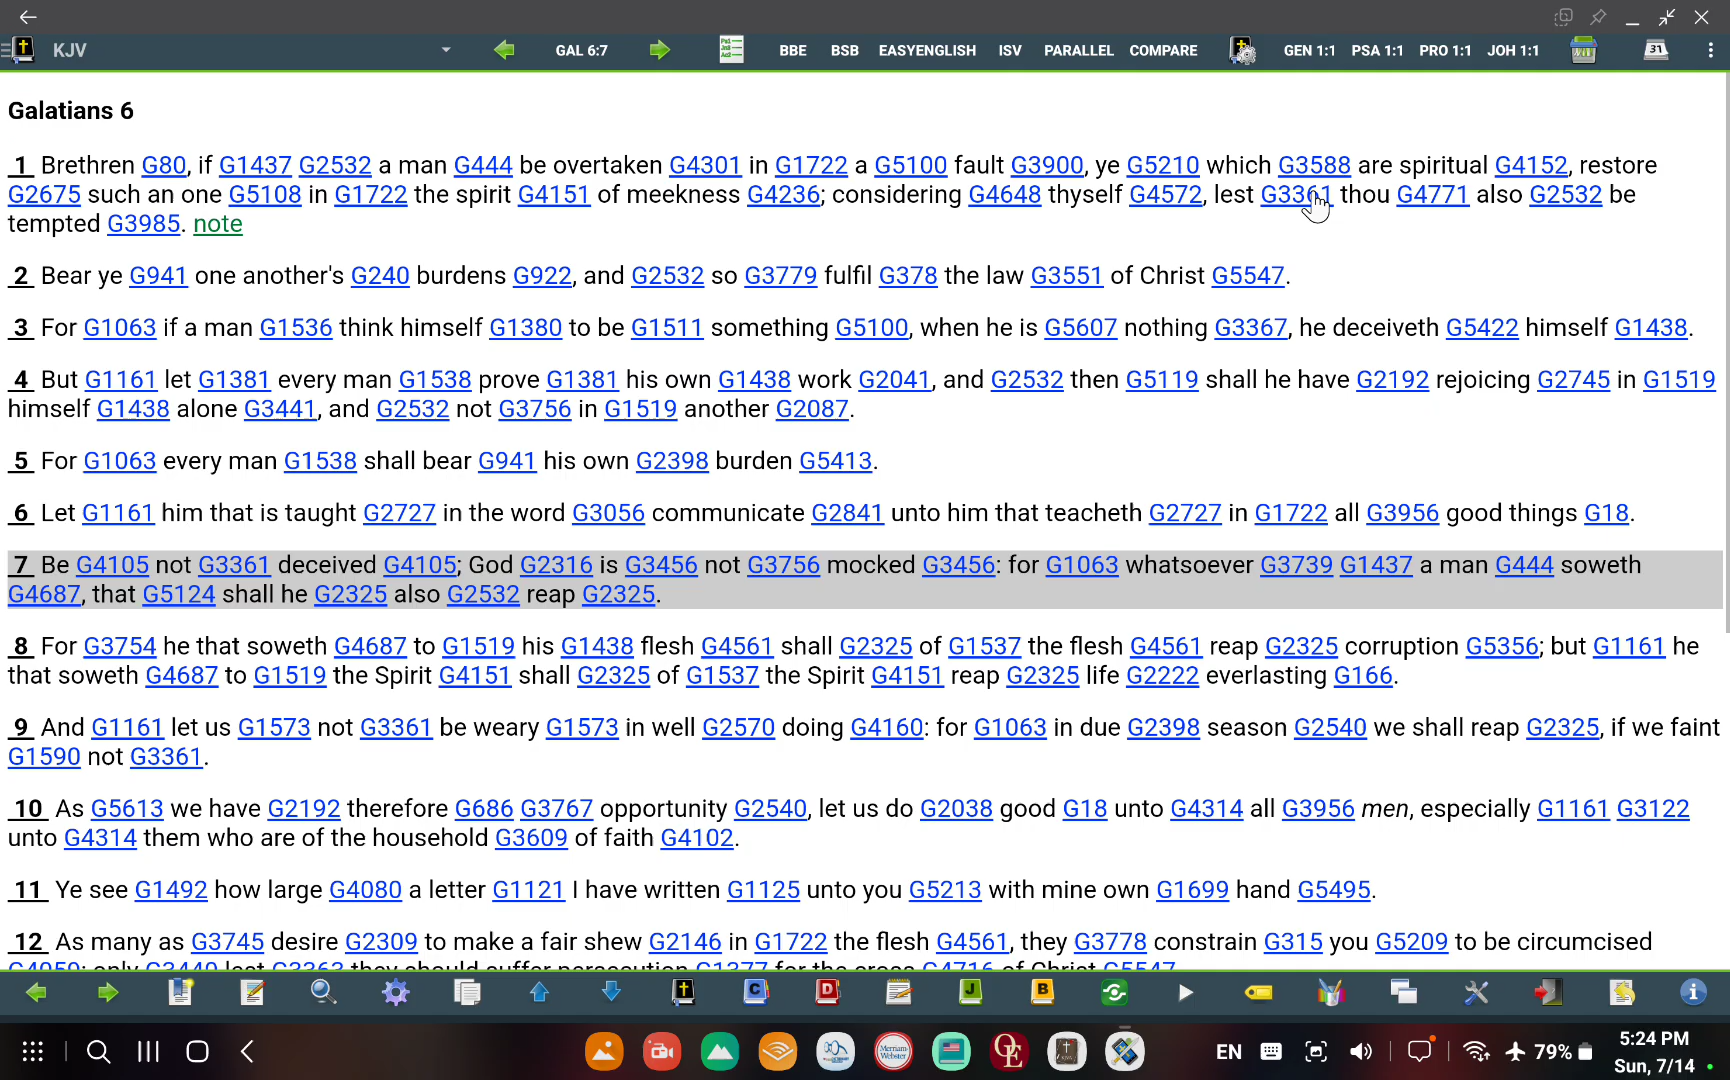 KJV GAL 6:7 BBE BSB EASYENGLISH ISV PARALLEL COMPARE GEN 1:1 PSA 1:1 PRO 1:1 JOH 1:1 31
Galatians 6
1 Brethren G80, if G1437 G2532 a man G444 be overtaken G4301 in G1722 a G5100 fault G3900, ye G5210 which G3588 are spiritual G4152, restore
G2675 such an one G5108 in G1722 the spirit G4151 of meekness G4236; considering G4648 thyself G4572, lest G3361 thou G4771 also G2532 be
tempted G3985. note
2 Bear ye G941 one another's G240 burdens G922, and G2532 so G3779 fulfil G378 the law G3551 of Christ G5547.
3 For G1063 if a man G1536 think himself G1380 to be G1511 something G5100, when he is G5607 nothing G3367, he deceiveth G5422 himself G1438.
4 But G1161 let G1381 every man G1538 prove G1381 his own G1438 work G2041, and G2532 then G5119 shall he have G2192 rejoicing G2745 in G1519
himself G1438 alone G3441, and G2532 not G3756 in G1519 another G2087.
5 For G1063 every man G1538 shall bear G941 his own G2398 burden G5413.
6 Let G1161 him that is taught G2727 in the word G3056 communicate G2841 unto him that teacheth G2727 in G1722 all G3956 good things G18.
7 Be G4105 not G3361 deceived G4105; God G2316 is G3456 not G3756 mocked G3456: for G1063 whatsoever G3739 G1437 a man G444 soweth
G4687, that G5124 shall he G2325 also G2532 reap G2325.
8 For G3754 he that soweth G4687 to G1519 his G1438 flesh G4561 shall G2325 of G1537 the flesh G4561 reap G2325 corruption G5356; but G1161 he
that soweth G4687 to G1519 the Spirit G4151 shall G2325 of G1537 the Spirit G4151 reap G2325 life G2222 everlasting G166.
9 And G1161 let us G1573 not G3361 be weary G1573 in well G2570 doing G4160: for G1063 in due G2398 season G2540 we shall reap G2325, if we faint
G1590 not G3361.
10 As G5613 we have G2192 therefore G686 G3767 opportunity G2540, let us do G2038 good G18 unto G4314 all G3956 men, especially G1161 G3122
unto G4314 them who are of the household G3609 of faith G4102.
11 Ye see G1492 how large G4080 a letter G1121 I have written G1125 unto you G5213 with mine own G1699 hand G5495.
12 As many as G3745 desire G2309 to make a fair shew G2146 in G1722 the flesh G4561, they G3778 constrain G315 you G5209 to be circumcised
G4059; only G3440 lest G3363 they should suffer persecution G1377 for the cross G4716 of Christ G5547.
C D J B
Merriam-Webster OE EN 79% 5:24 PM
Sun, 7/14